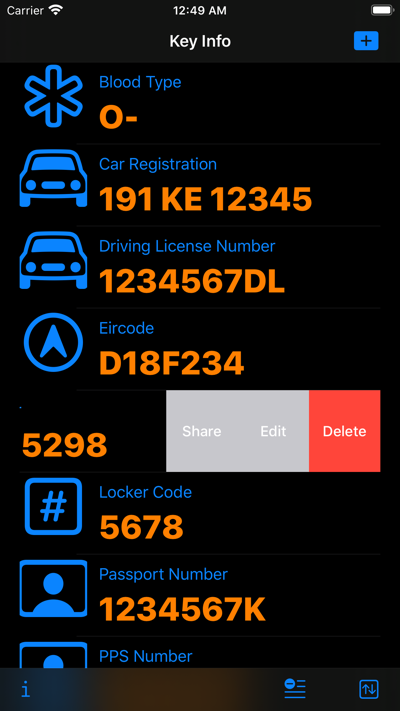 Carrier 12:49 AM
Key Info
Blood Type
O-
Car Registration
191 KE 12345
Driving License Number
1234567DL
Eircode
D18F234
5298
Share Edit Delete
Locker Code
#
5678
Passport Number
1234567K
PPS Number
i